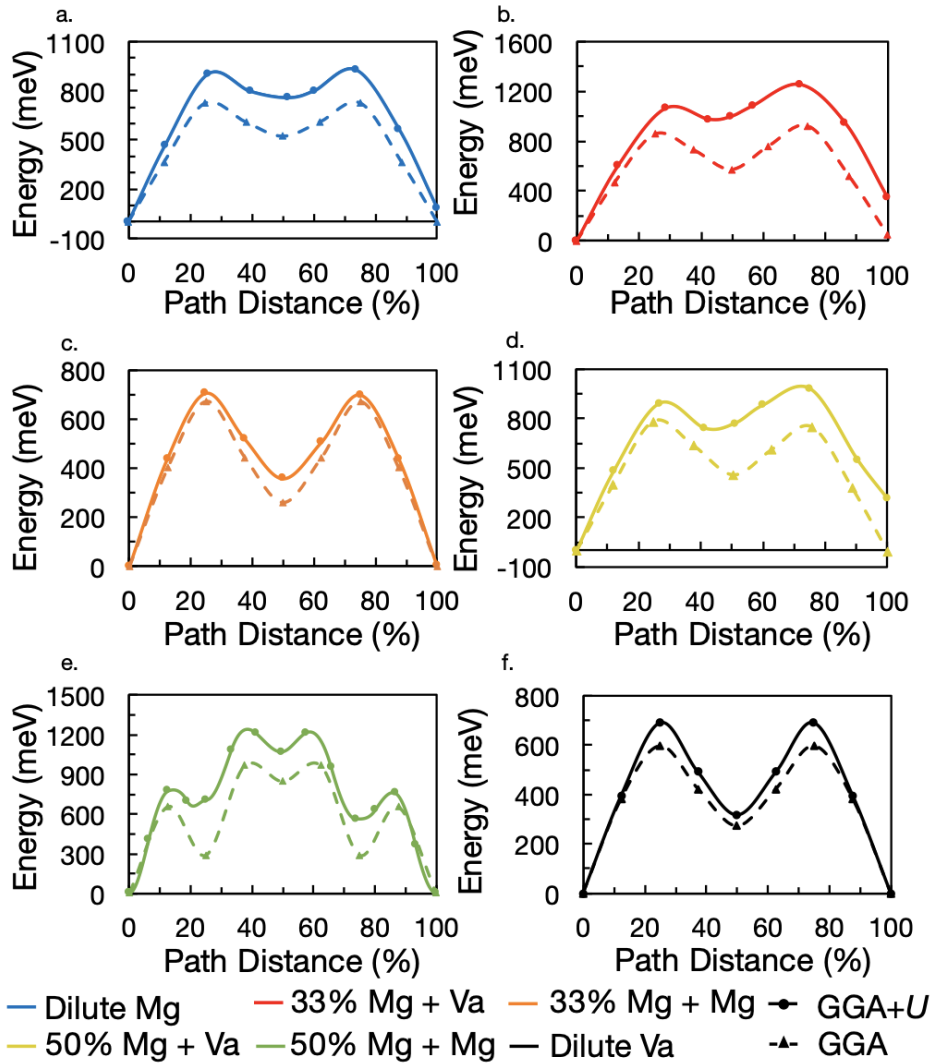 a.
1100
800
500
200
-100
Energy (meV)
0 20 40 60 80 100
Path Distance (%)
b.
1600
1200
800
400
0
Energy (meV)
0 20 40 60 80 100
Path Distance (%)
c.
800
600
400
200
0
Energy (meV)
0 20 40 60 80 100
Path Distance (%)
d.
1100
800
500
200
-100
Energy (meV)
0 20 40 60 80 100
Path Distance (%)
e.
1500
1200
900
600
300
0
Energy (meV)
0 20 40 60 80 100
Path Distance (%)
f.
800
600
400
200
0
Energy (meV)
0 20 40 60 80 100
Path Distance (%)
Dilute Mg 33% Mg + Va 33% Mg + Mg GGA+U
50% Mg + Va 50% Mg + Mg Dilute Va GGA